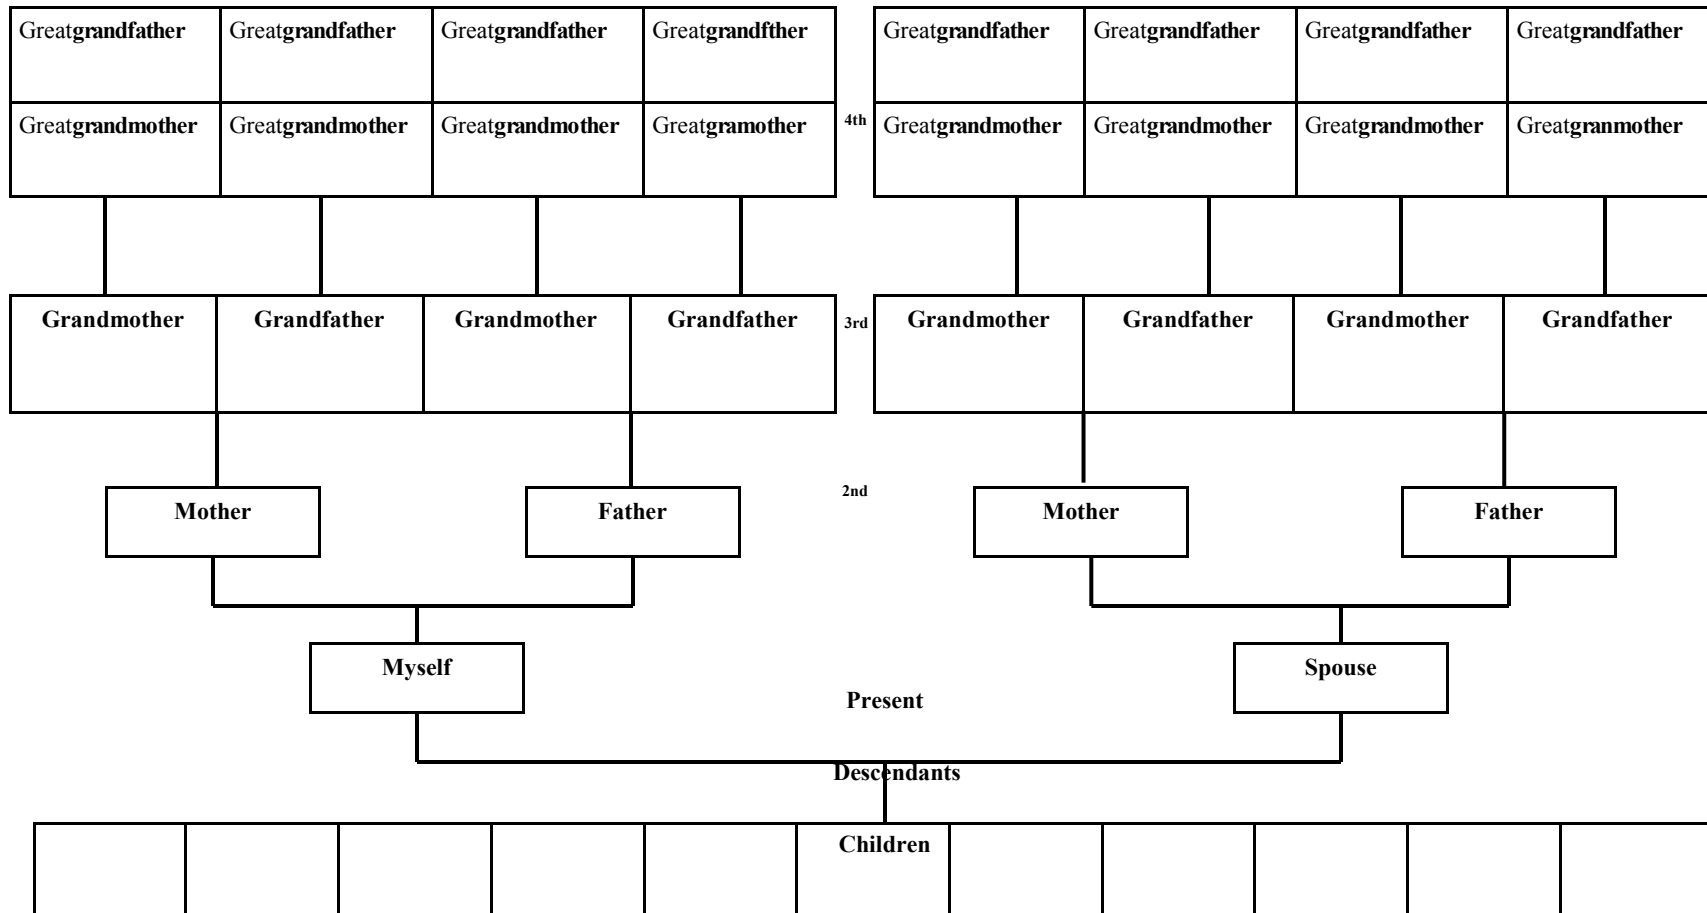 Greatgrandfather Greatgrandfather Greatgrandfather Greatgrandfther Greatgrandfather Greatgrandfather Greatgrandfather Greatgrandfather
4th
Greatgrandmother Greatgrandmother Greatgrandmother Greatgramother Greatgrandmother Greatgrandmother Greatgrandmother Greatgranmother
Grandmother Grandfather Grandmother Grandfather 3rd Grandmother Grandfather Grandmother Grandfather
2nd
Mother Father Mother Father
Myself Spouse
Present
Descendants
Children